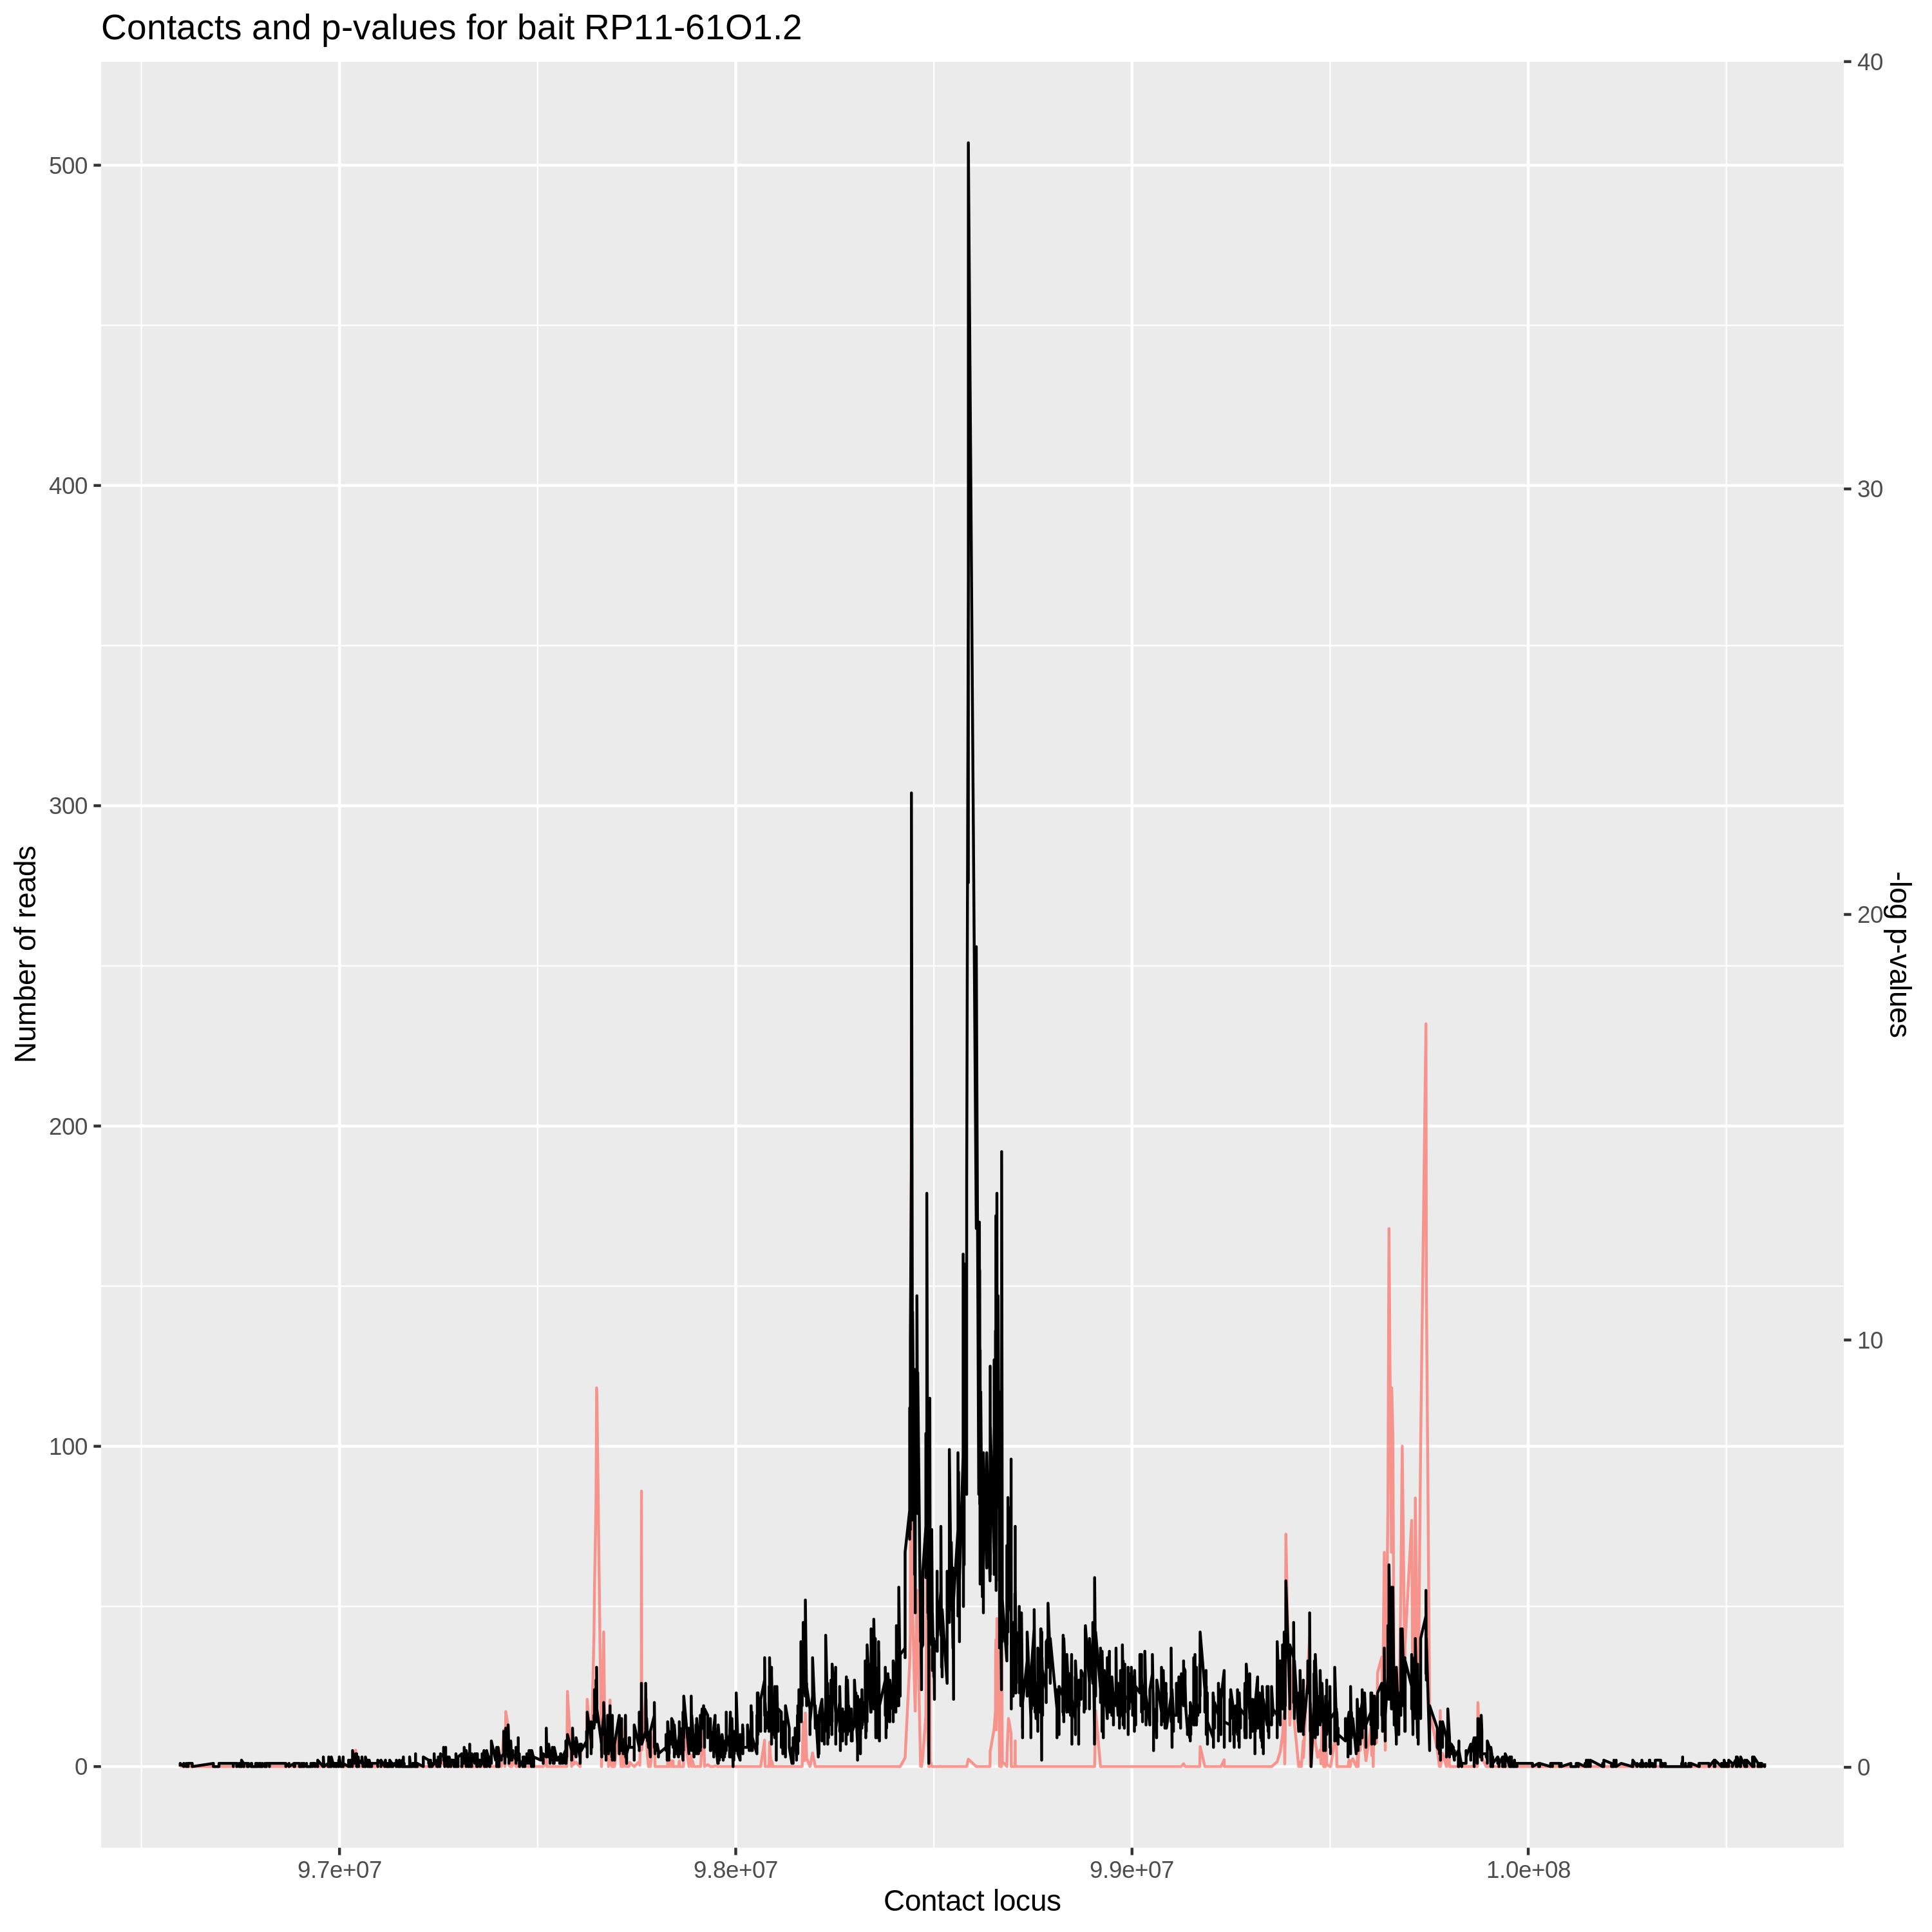 Contacts and p-values for bait RP11-61O1.2
500
400
300
200
100
0
Number of reads
40
30
20
10
0
-log p-values
9.7e+07
9.8e+07
9.9e+07
1.0e+08
Contact locus